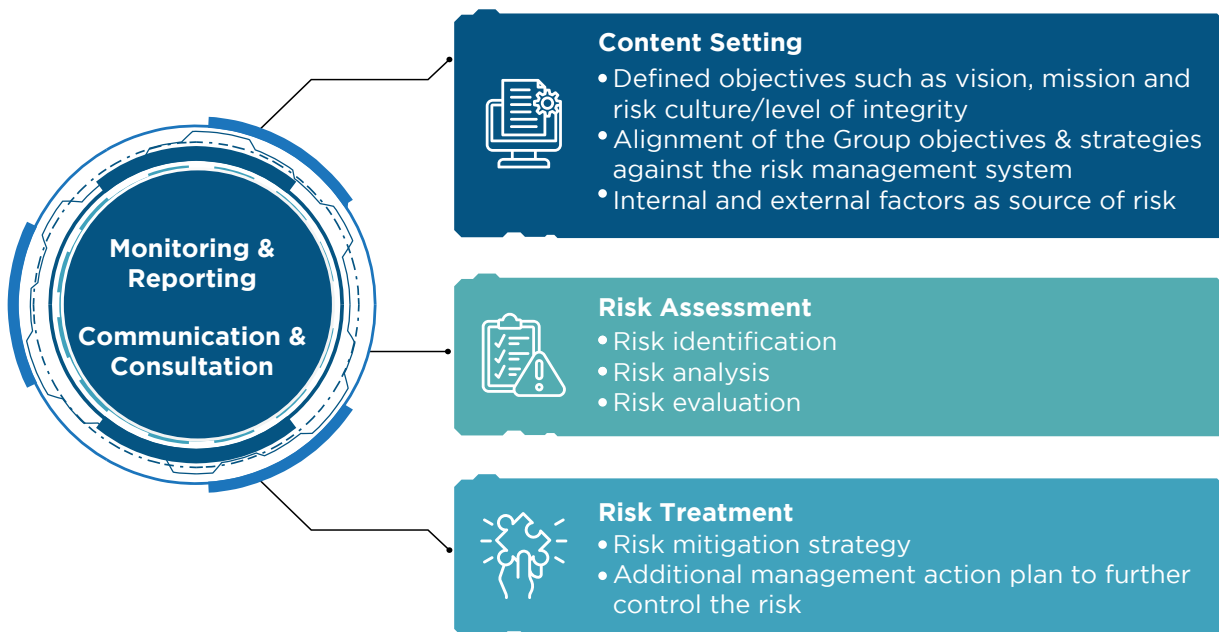 Monitoring &
Reporting
Communication &
Consultation
Content Setting
• Defined objectives such as vision, mission and
risk culture/level of integrity
• Alignment of the Group objectives & strategies
against the risk management system
• Internal and external factors as source of risk
Risk Assessment
• Risk identification
• Risk analysis
• Risk evaluation
Risk Treatment
• Risk mitigation strategy
• Additional management action plan to further
control the risk